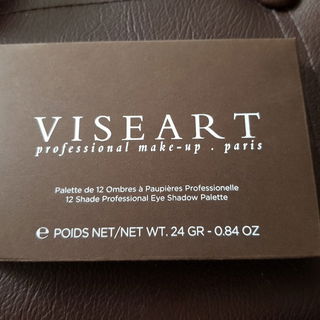 VISEART
professional make-up . paris
Palette de 12 Ombres à Paupières Professionelle
12 Shade Professional Eye Shadow Palette
℮ POIDS NET/NET WT. 24 GR - 0.84 OZ